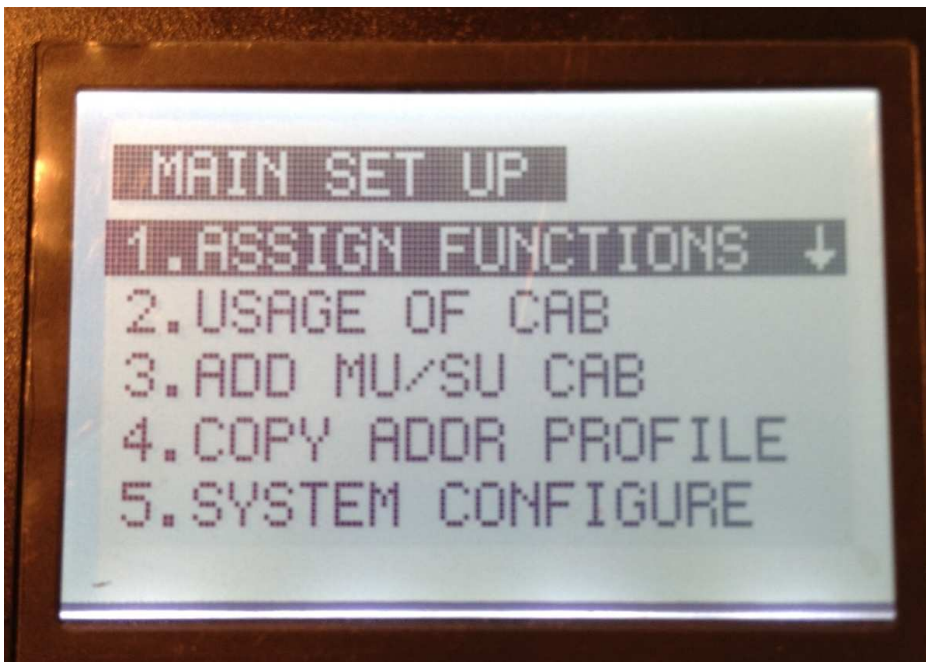 MAIN SET UP
1.ASSIGN FUNCTIONS ↓
2.USAGE OF CAB
3.ADD MU/SU CAB
4.COPY ADDR PROFILE
5.SYSTEM CONFIGURE